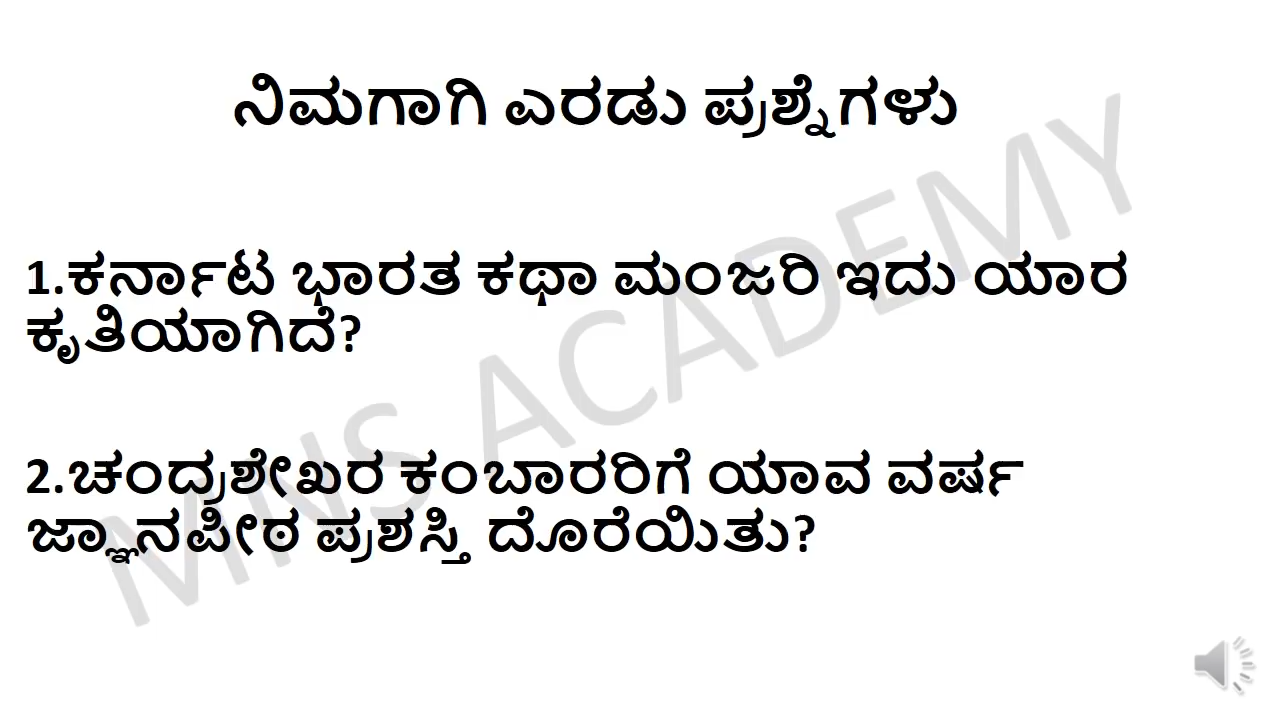 ನಿಮಗಾಗಿ ಎರಡು ಪ್ರಶ್ನೆಗಳು
1.ಕರ್ನಾಟ ಭಾರತ ಕಥಾ ಮಂಜರಿ ಇದು ಯಾರ
ಕೃತಿಯಾಗಿದೆ?
2.ಚಂದ್ರಶೇಖರ ಕಂಬಾರರಿಗೆ ಯಾವ ವರ್ಷ
ಜ್ಞಾನಪೀಠ ಪ್ರಶಸ್ತಿ ದೊರೆಯಿತು?
MNS ACADEMY